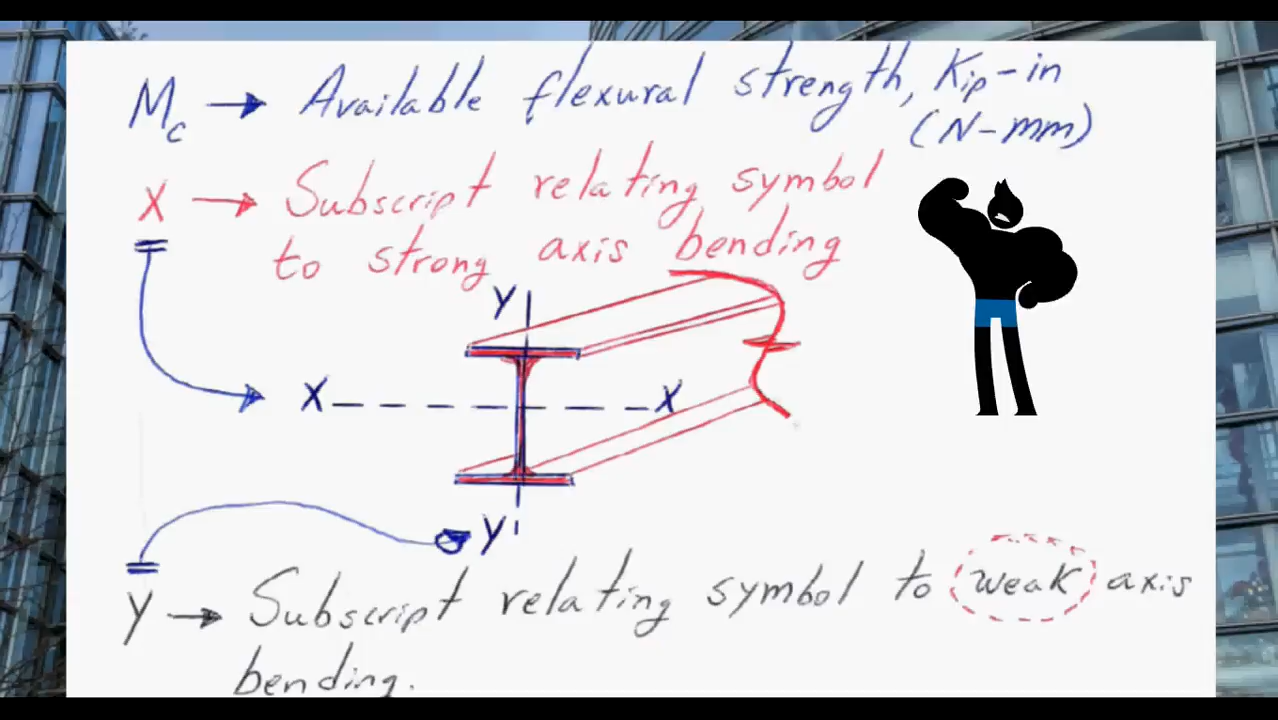 Mc → Available flexural strength, Kip-in
(N-mm)
X → Subscript relating symbol
to strong axis bending
Y
X X
Y
Y → Subscript relating symbol to weak axis
bending.